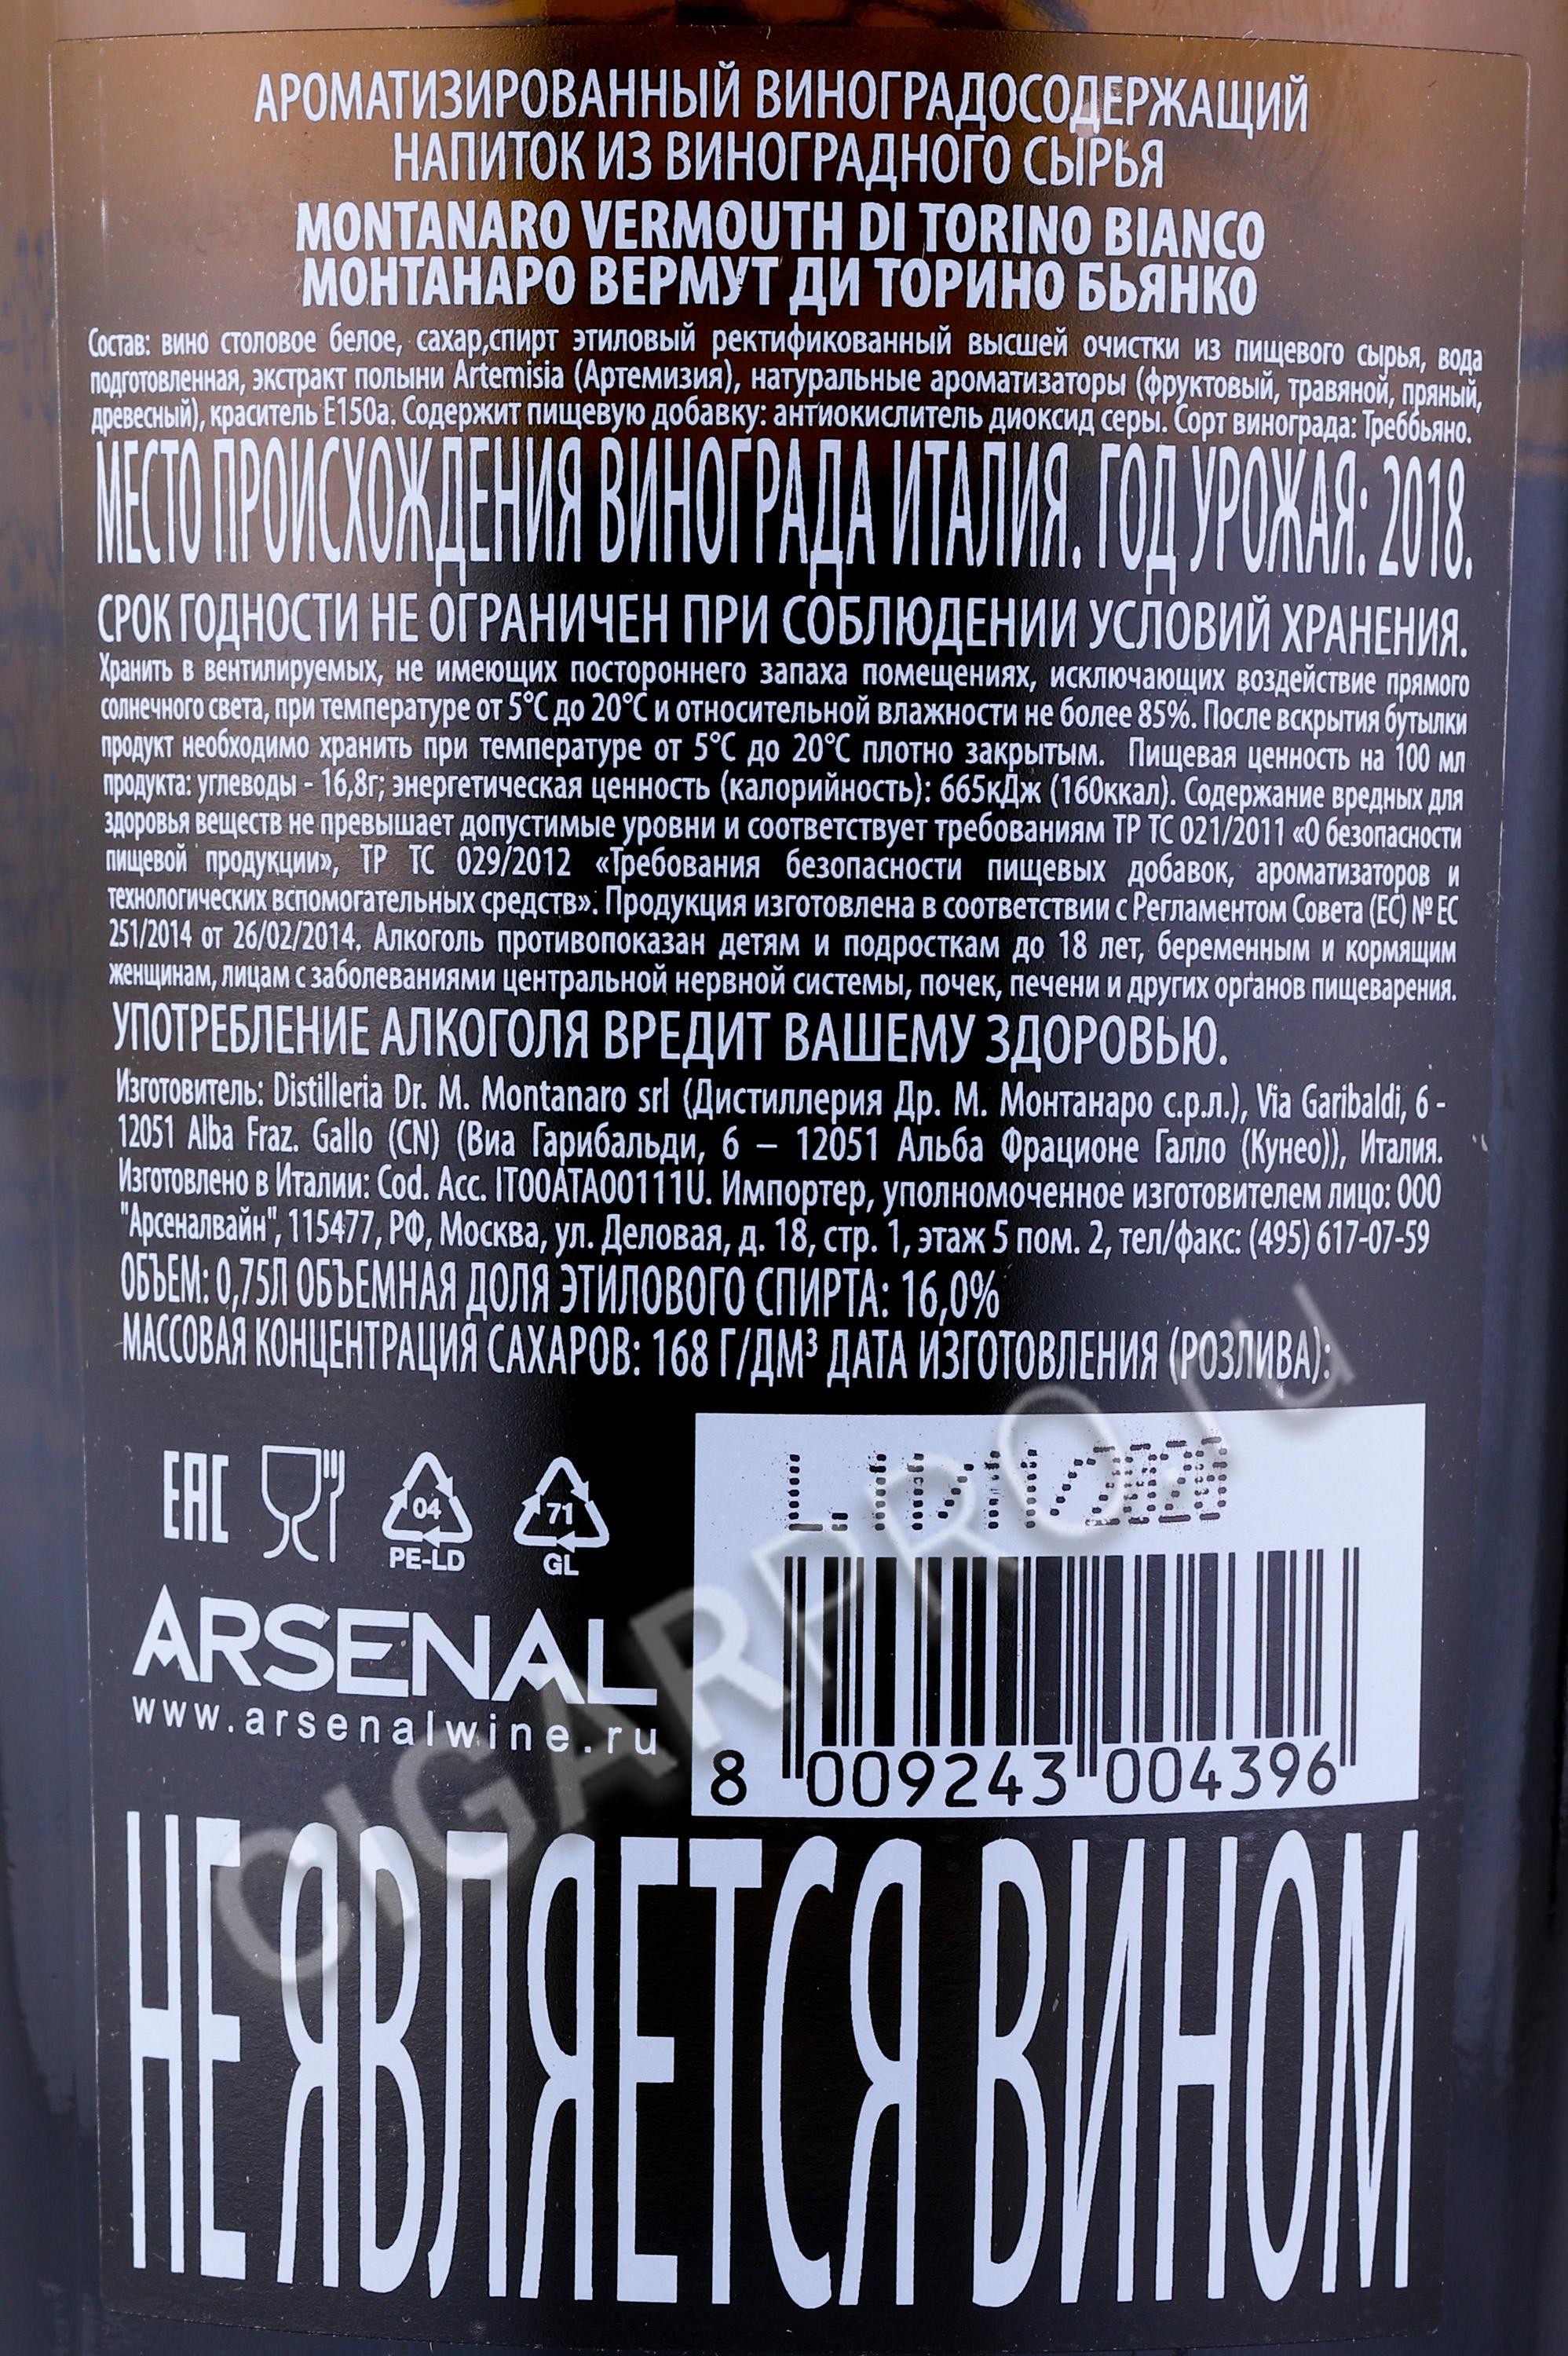 АРОМАТИЗИРОВАННЫЙ ВИНОГРАДОСОДЕРЖАЩИЙ
НАПИТОК ИЗ ВИНОГРАДНОГО СЫРЬЯ
MONTANARO VERMOUTH DI TORINO BIANCO
МОНТАНАРО ВЕРМУТ ДИ ТОРИНО БЬЯНКО
Состав: вино столовое белое, сахар,спирт этиловый ректификованный высшей очистки из пищевого сырья, вода
подготовленная, экстракт полыни Artemisia (Артемизия), натуральные ароматизаторы (фруктовый, травяной, пряный,
древесный), краситель Е150а. Содержит пищевую добавку: антиокислитель диоксид серы. Сорт винограда: Треббьяно.
МЕСТО ПРОИСХОЖДЕНИЯ ВИНОГРАДА ИТАЛИЯ. ГОД УРОЖАЯ: 2018.
СРОК ГОДНОСТИ НЕ ОГРАНИЧЕН ПРИ СОБЛЮДЕНИИ УСЛОВИЙ ХРАНЕНИЯ.
Хранить в вентилируемых, не имеющих постороннего запаха помещениях, исключающих воздействие прямого
солнечного света, при температуре от 5°С до 20°С и относительной влажности не более 85%. После вскрытия бутылки
продукт необходимо хранить при температуре от 5°С до 20°С плотно закрытым. Пищевая ценность на 100 мл
продукта: углеводы - 16,8г; энергетическая ценность (калорийность): 665кДж (160ккал). Содержание вредных для
здоровья веществ не превышает допустимые уровни и соответствует требованиям ТР ТС 021/2011 «О безопасности
пищевой продукции», ТР ТС 029/2012 «Требования безопасности пищевых добавок, ароматизаторов и
технологических вспомогательных средств». Продукция изготовлена в соответствии с Регламентом Совета (ЕС) № ЕС
251/2014 от 26/02/2014. Алкоголь противопоказан детям и подросткам до 18 лет, беременным и кормящим
женщинам, лицам с заболеваниями центральной нервной системы, почек, печени и других органов пищеварения.
УПОТРЕБЛЕНИЕ АЛКОГОЛЯ ВРЕДИТ ВАШЕМУ ЗДОРОВЬЮ.
Изготовитель: Distilleria Dr. M. Montanaro srl (Дистиллерия Др. М. Монтанаро с.р.л.), Via Garibaldi, 6 -
12051 Alba Fraz. Gallo (CN) (Виа Гарибальди, 6 – 12051 Альба Фрационе Галло (Кунео)), Италия.
Изготовлено в Италии: Cod. Acc. IT00ATA00111U. Импортер, уполномоченное изготовителем лицо: ООО
"Арсеналвайн", 115477, РФ, Москва, ул. Деловая, д. 18, стр. 1, этаж 5 пом. 2, тел/факс: (495) 617-07-59
ОБЪЕМ: 0,75Л ОБЪЕМНАЯ ДОЛЯ ЭТИЛОВОГО СПИРТА: 16,0%
МАССОВАЯ КОНЦЕНТРАЦИЯ САХАРОВ: 168 Г/ДМ³ ДАТА ИЗГОТОВЛЕНИЯ (РОЗЛИВА):
EAC
04
PE-LD
71
GL
ARSENAL
www.arsenalwine.ru
8 009243 004396
НЕ ЯВЛЯЕТСЯ ВИНОМ
CIGARPRO.ru